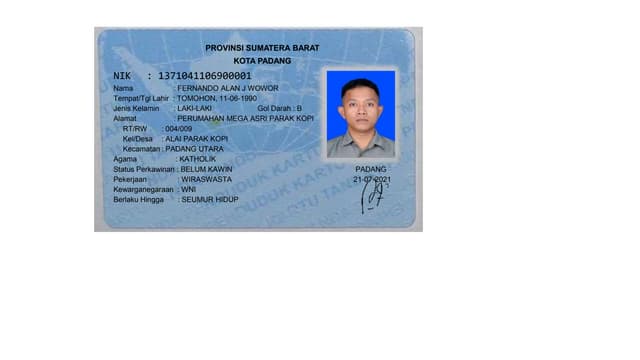 PROVINSI SUMATERA BARAT
KOTA PADANG
NIK : 1371041106900001
Nama : FERNANDO ALAN J WOWOR
Tempat/Tgl Lahir : TOMOHON, 11-06-1990
Jenis Kelamin : LAKI-LAKI Gol Darah : B
Alamat : PERUMAHAN MEGA ASRI PARAK KOPI
RT/RW : 004/009
Kel/Desa : ALAI PARAK KOPI
Kecamatan : PADANG UTARA
Agama : KATHOLIK
Status Perkawinan : BELUM KAWIN
Pekerjaan : WIRASWASTA
Kewarganegaraan : WNI
Berlaku Hingga : SEUMUR HIDUP
PADANG
21-07-2021